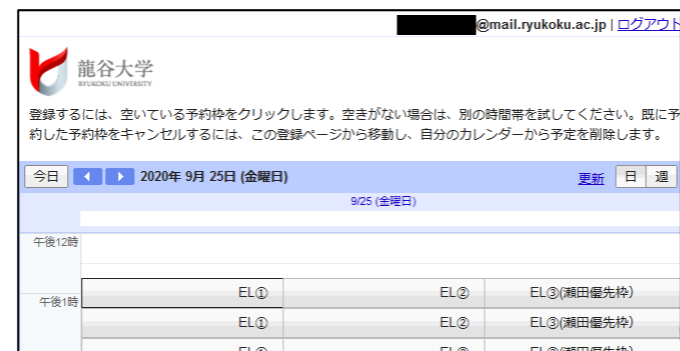 @mail.ryukoku.ac.jp | ログアウト
龍谷大学
RYUKOKU UNIVERSITY
登録するには、空いている予約枠をクリックします。空きがない場合は、別の時間帯を試してください。既に予
約した予約枠をキャンセルするには、この登録ページから移動し、自分のカレンダーから予定を削除します。
今日 2020年 9月 25日 (金曜日) 更新 日 週
9/25 (金曜日)
午後12時
EL① EL② EL③(瀬田優先枠)
午後1時
EL① EL② EL③(瀬田優先枠)